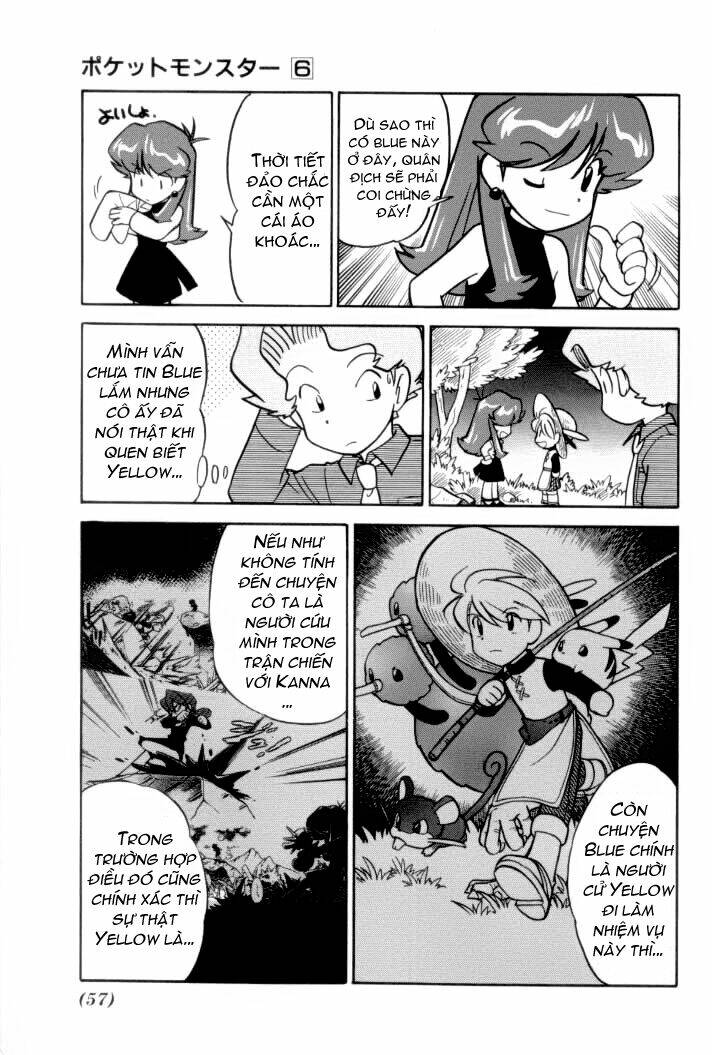 ポケットモンスター 6
DÙ SAO THÌ
CÓ BLUE NÀY
Ở ĐÂY, QUÂN
ĐỊCH SẼ PHẢI
COI CHÙNG
ĐẤY!
THỜI TIẾT
ĐẢO CHẮC
CẦN MỘT
CÁI ÁO
KHOÁC...
よいしょ.
MÌNH VẪN
CHƯA TIN BLUE
LẮM NHƯNG
CÔ ẤY ĐÃ
NÓI THẬT KHI
QUEN BIẾT
YELLOW...
NẾU NHƯ
KHÔNG TÍNH
ĐẾN CHUYỆN
CÔ TA LÀ
NGƯỜI CỨU
MÌNH TRONG
TRẬN CHIẾN
VỚI KANNA
...
CÒN
CHUYỆN
BLUE CHÍNH
LÀ NGƯỜI
CỬ YELLOW
ĐI LÀM
NHIỆM VỤ
NÀY THÌ...
TRONG
TRƯỜNG HỢP
ĐIỀU ĐÓ CŨNG
CHÍNH XÁC THÌ
SỰ THẬT
YELLOW LÀ...
(57)